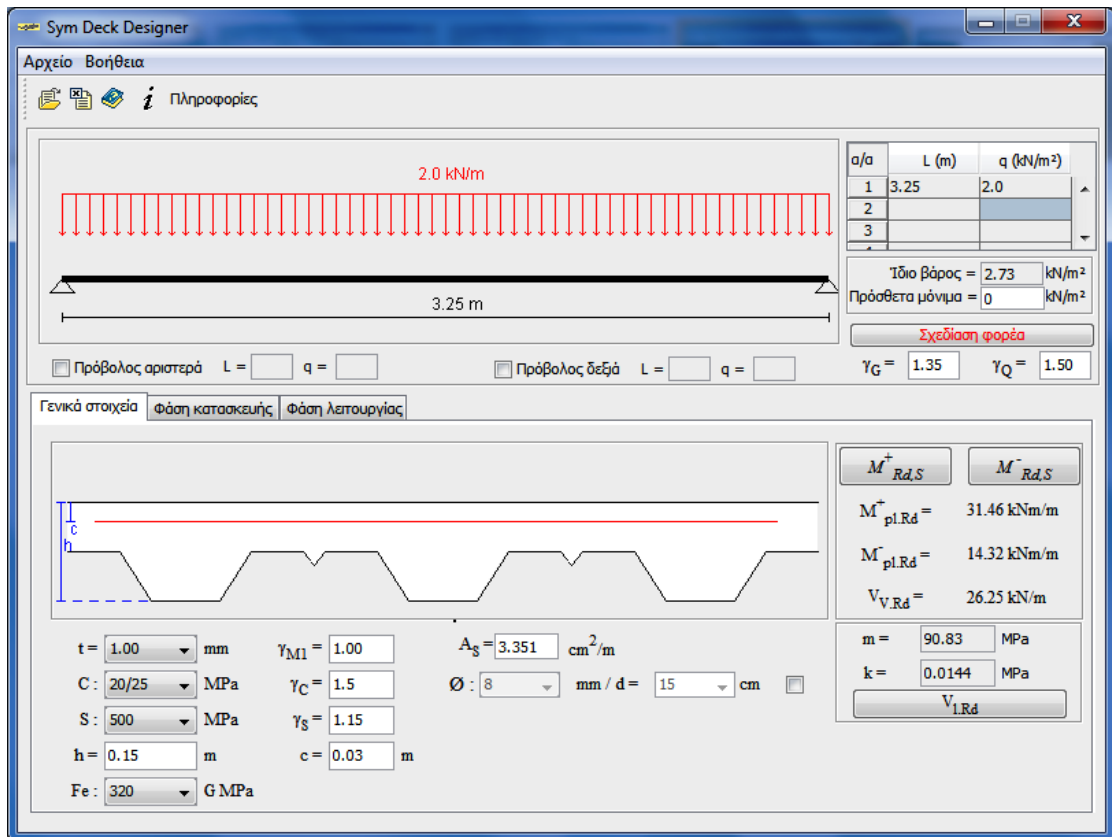 Sym Deck Designer
Αρχείο Βοήθεια
i Πληροφορίες
2.0 kN/m
3.25 m
α/α L (m) q (kN/m²)
1 3.25 2.0
2
3
Ίδιο βάρος = 2.73 kN/m²
Πρόσθετα μόνιμα = 0 kN/m²
Σχεδίαση φορέα
Πρόβολος αριστερά L = q =
Πρόβολος δεξιά L = q =
γG = 1.35 γQ = 1.50
Γενικά στοιχεία Φάση κατασκευής Φάση λειτουργίας
c
h
M⁺Rd,S M⁻Rd,S
M⁺pl.Rd = 31.46 kNm/m
M⁻pl.Rd = 14.32 kNm/m
VV.Rd = 26.25 kN/m
m = 90.83 MPa
k = 0.0144 MPa
V1.Rd
t = 1.00 mm γM1 = 1.00 AS = 3.351 cm²/m
C : 20/25 MPa γC = 1.5 Ø : 8 mm / d = 15 cm
S : 500 MPa γS = 1.15
h = 0.15 m c = 0.03 m
Fe : 320 G MPa